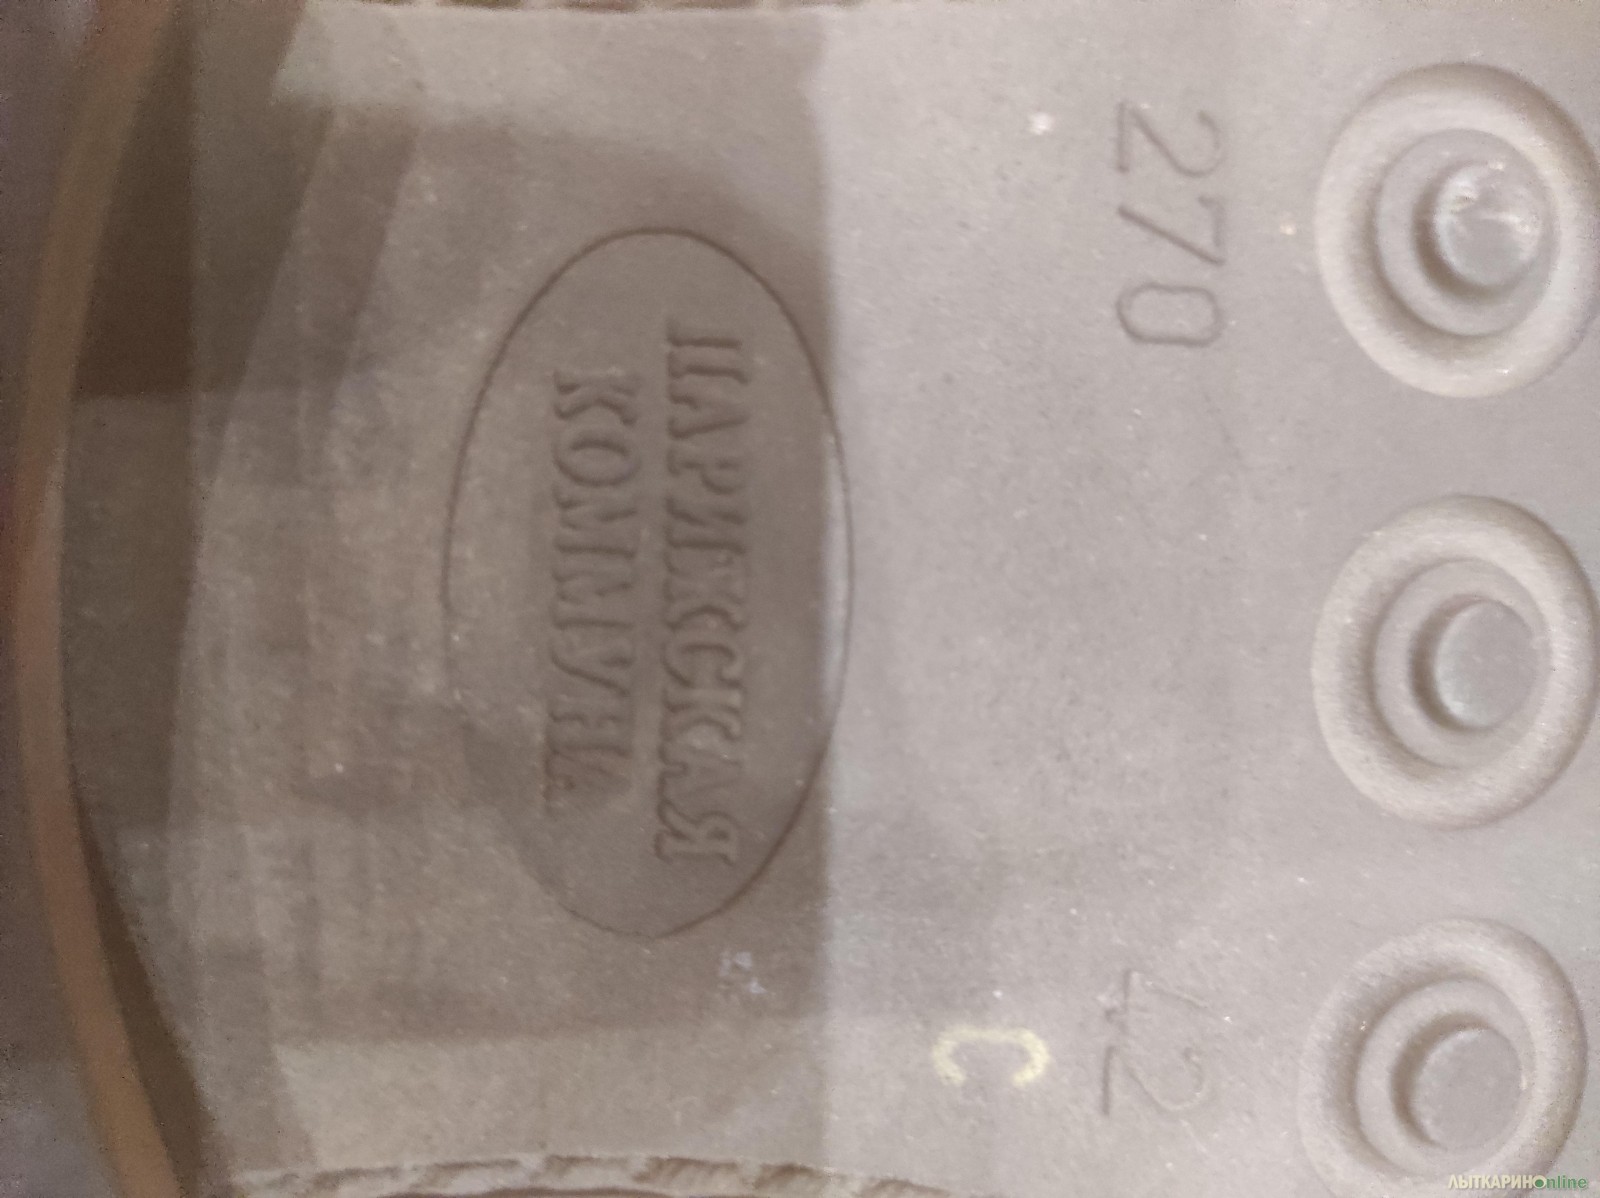 270
42
С
ПАРИЖСКАЯ
КОММУНА
ЛЫТКАРИНОonline